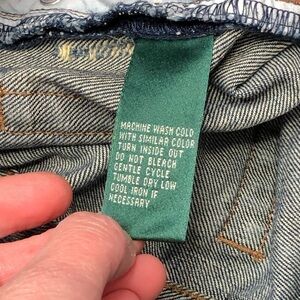 MACHINE WASH COLD
WITH SIMILAR COLOR
TURN INSIDE OUT
DO NOT BLEACH
GENTLE CYCLE
TUMBLE DRY LOW
COOL IRON IF
NECESSARY